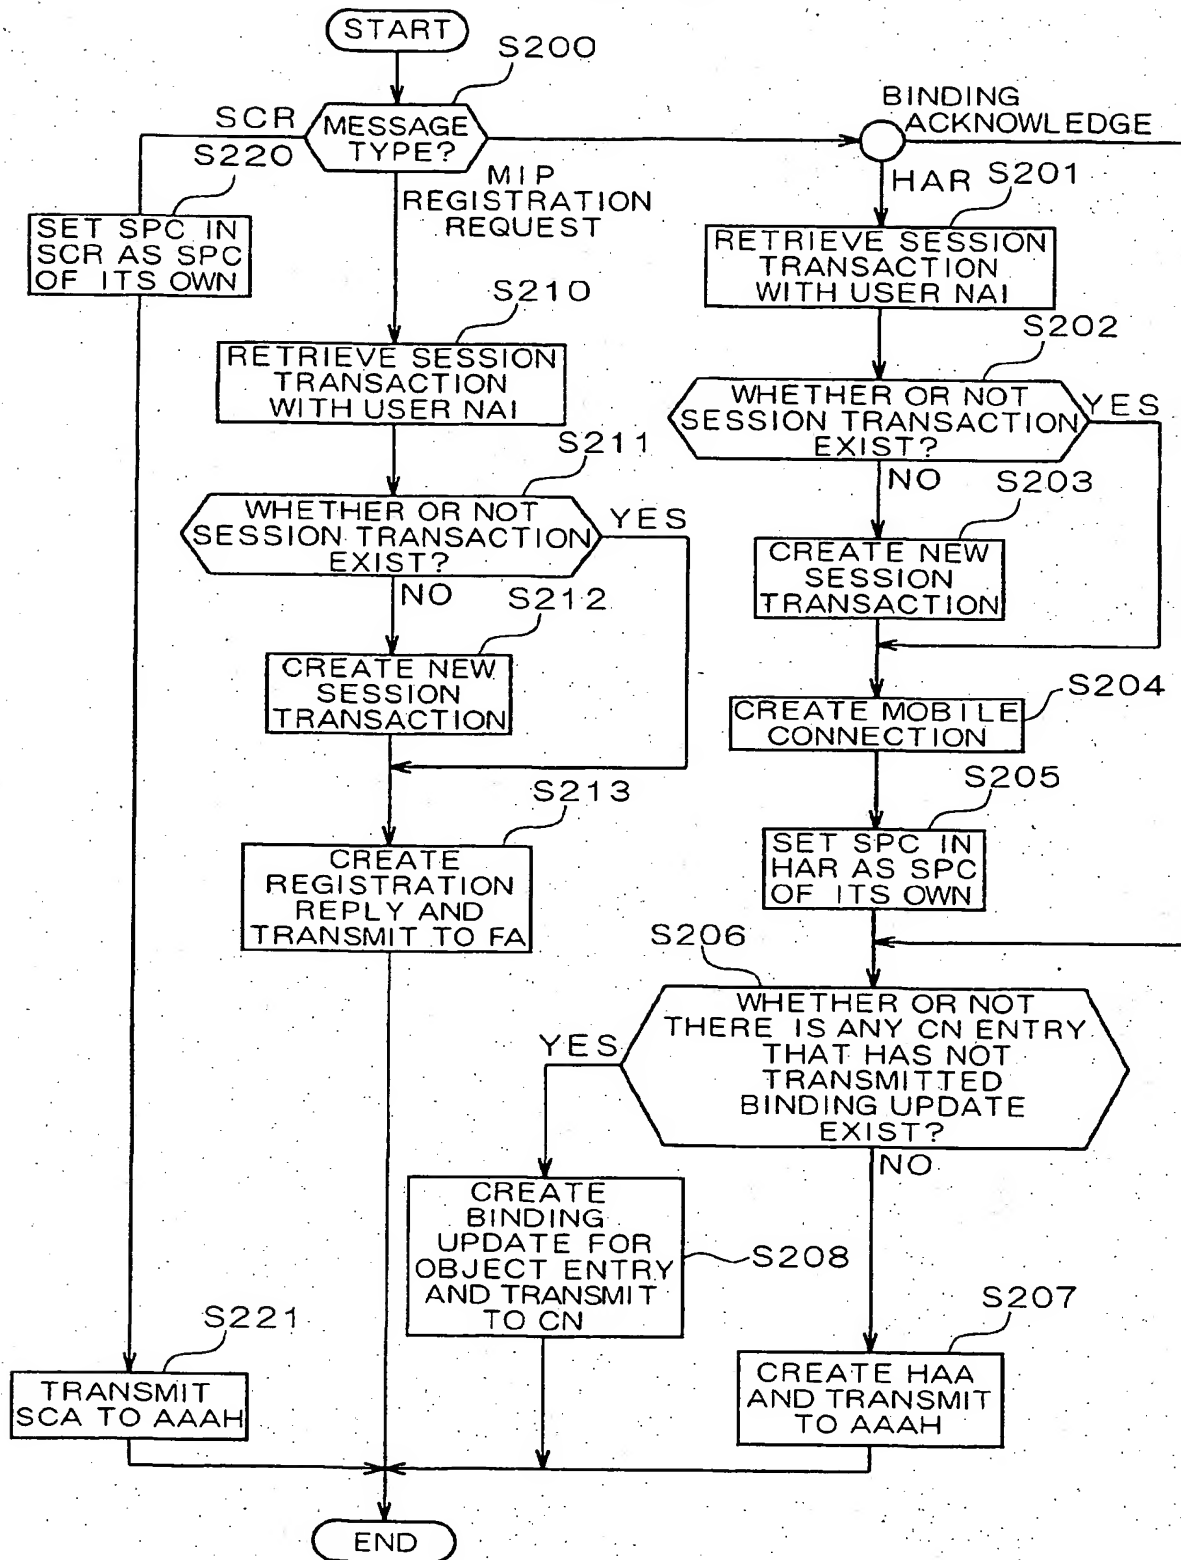 START
S200
MESSAGE
TYPE?
SCR
S220
SET SPC IN
SCR AS SPC
OF ITS OWN
MIP
REGISTRATION
REQUEST
BINDING
ACKNOWLEDGE
HAR
S201
RETRIEVE SESSION
TRANSACTION
WITH USER NAI
S210
RETRIEVE SESSION
TRANSACTION
WITH USER NAI
S202
WHETHER OR NOT
SESSION TRANSACTION
EXIST?
YES
NO
S211
WHETHER OR NOT
SESSION TRANSACTION
EXIST?
YES
NO
S203
CREATE NEW
SESSION
TRANSACTION
S212
CREATE NEW
SESSION
TRANSACTION
S204
CREATE MOBILE
CONNECTION
S213
CREATE
REGISTRATION
REPLY AND
TRANSMIT TO FA
S205
SET SPC IN
HAR AS SPC
OF ITS OWN
S206
WHETHER OR NOT
THERE IS ANY CN ENTRY
THAT HAS NOT
TRANSMITTED
BINDING UPDATE
EXIST?
YES
NO
CREATE
BINDING
UPDATE FOR
OBJECT ENTRY
AND TRANSMIT
TO CN
S208
S207
CREATE HAA
AND TRANSMIT
TO AAAH
S221
TRANSMIT
SCA TO AAAH
END